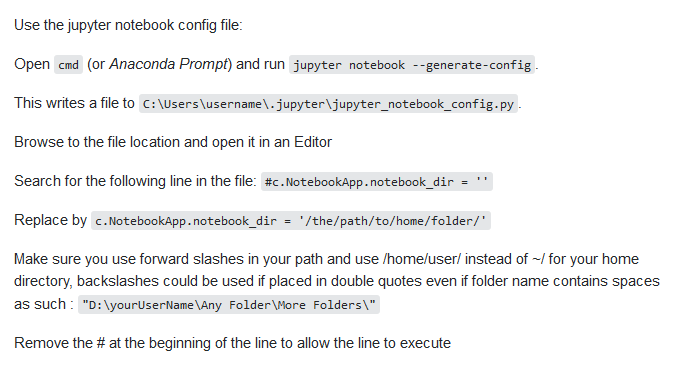 Use the jupyter notebook config file:
Open cmd (or Anaconda Prompt) and run jupyter notebook --generate-config.
This writes a file to C:\Users\username\.jupyter\jupyter_notebook_config.py.
Browse to the file location and open it in an Editor
Search for the following line in the file: #c.NotebookApp.notebook_dir = ''
Replace by c.NotebookApp.notebook_dir = '/the/path/to/home/folder/'
Make sure you use forward slashes in your path and use /home/user/ instead of ~/ for your home
directory, backslashes could be used if placed in double quotes even if folder name contains spaces
as such : "D:\yourUserName\Any Folder\More Folders\"
Remove the # at the beginning of the line to allow the line to execute